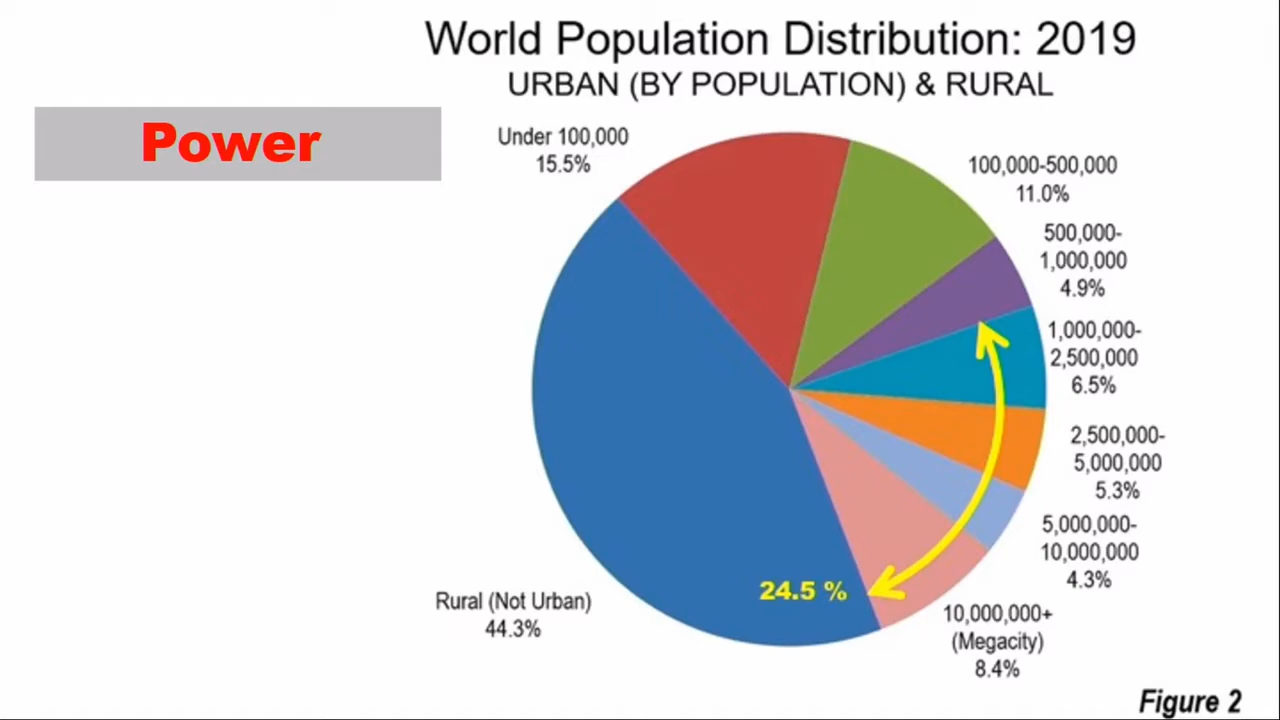 World Population Distribution: 2019
URBAN (BY POPULATION) & RURAL
Power
Under 100,000
15.5%
100,000-500,000
11.0%
500,000-
1,000,000
4.9%
1,000,000-
2,500,000
6.5%
2,500,000-
5,000,000
5.3%
5,000,000-
10,000,000
4.3%
24.5 %
Rural (Not Urban)
44.3%
10,000,000+
(Megacity)
8.4%
Figure 2